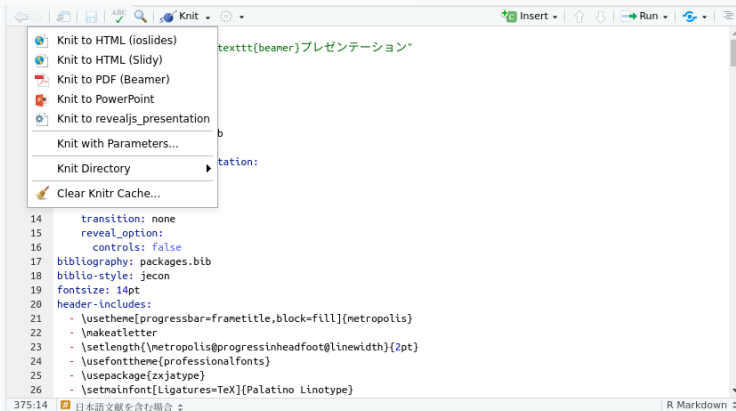 ABC
Knit
Insert
Run
Knit to HTML (ioslides)
Knit to HTML (Slidy)
Knit to PDF (Beamer)
Knit to PowerPoint
Knit to revealjs_presentation
Knit with Parameters...
Knit Directory
Clear Knitr Cache...
texttt{beamer}プレゼンテーション"
b
tation:
14 transition: none
15 reveal_option:
16 controls: false
17 bibliography: packages.bib
18 biblio-style: jecon
19 fontsize: 14pt
20 header-includes:
21 - \usetheme[progressbar=frametitle,block=fill]{metropolis}
22 - \makeatletter
23 - \setlength{\metropolis@progressinheadfoot@linewidth}{2pt}
24 - \usefonttheme{professionalfonts}
25 - \usepackage{zxjatype}
26 - \setmainfont[Ligatures=TeX]{Palatino Linotype}
375:14 # 日本語文献を含む場合
R Markdown